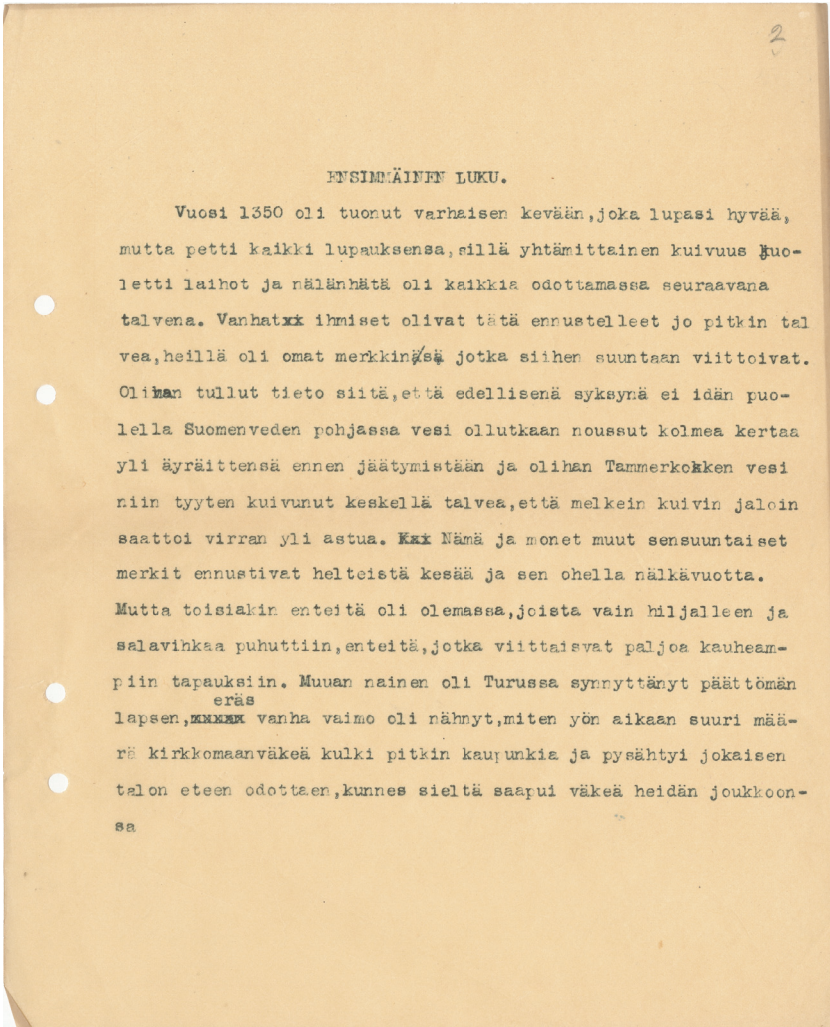 2
ENSIMMÄINEN LUKU.
Vuosi 1350 oli tuonut varhaisen kevään,joka lupasi hyvää,
mutta petti kaikki lupauksensa,sillä yhtämittainen kuivuus kuo-
letti laihot ja nälänhätä oli kaikkia odottamassa seuraavana
talvena. Vanhat ihmiset olivat tätä ennustelleet jo pitkin tal
vea,heillä oli omat merkkinsä jotka siihen suuntaan viittoivat.
Olihan tullut tieto siitä,että edellisenä syksynä ei idän puo-
lella Suomenveden pohjassa vesi ollutkaan noussut kolmea kertaa
yli äyräittensä ennen jäätymistään ja olihan Tammerkokken vesi
niin tyyten kuivunut keskellä talvea,että melkein kuivin jaloin
saattoi virran yli astua. Nämä ja monet muut sensuuntaiset
merkit ennustivat helteistä kesää ja sen ohella nälkävuotta.
Mutta toisiakin enteitä oli olemassa,joista vain hiljalleen ja
salavihkaa puhuttiin,enteitä,jotka viittaisvat paljoa kauheam-
piin tapauksiin. Muuan nainen oli Turussa synnyttänyt päättömän
eräs
lapsen, vanha vaimo oli nähnyt,miten yön aikaan suuri mää-
rä kirkkomaanväkeä kulki pitkin kaupunkia ja pysähtyi jokaisen
talon eteen odottaen,kunnes sieltä saapui väkeä heidän joukkoon-
sa